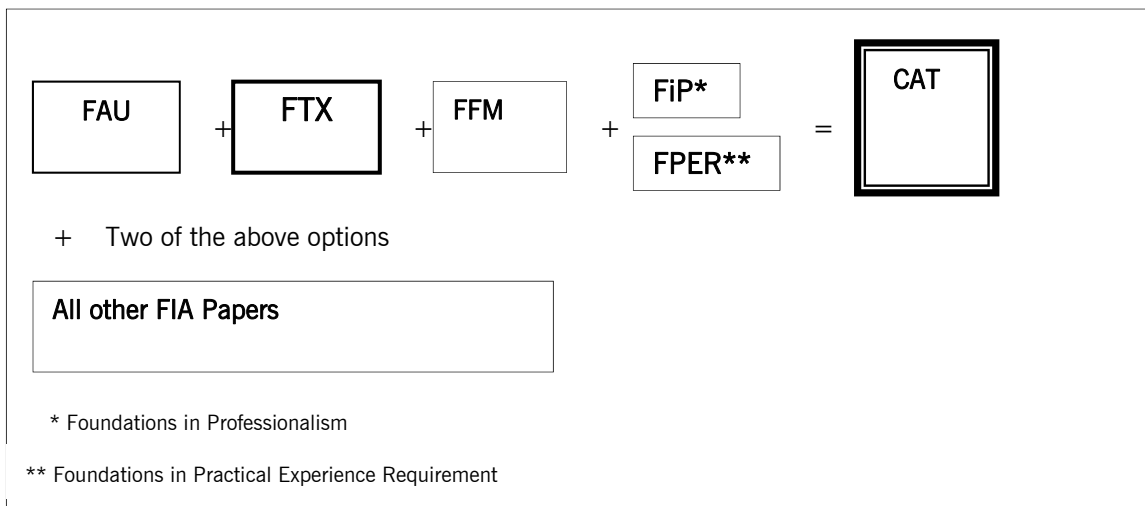 FAU + FTX + FFM + FiP* = CAT
FPER**
+ Two of the above options
All other FIA Papers
* Foundations in Professionalism
** Foundations in Practical Experience Requirement